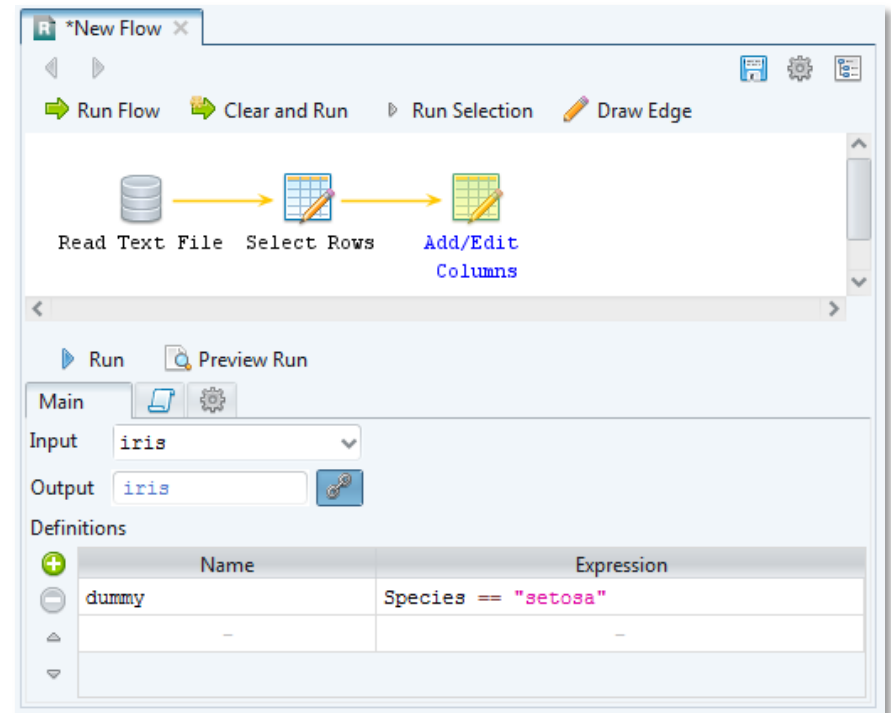 *New Flow
Run Flow Clear and Run Run Selection Draw Edge
Read Text File Select Rows Add/Edit
Columns
Run Preview Run
Main
Input iris
Output iris
Definitions
Name Expression
dummy Species == "setosa"
– –